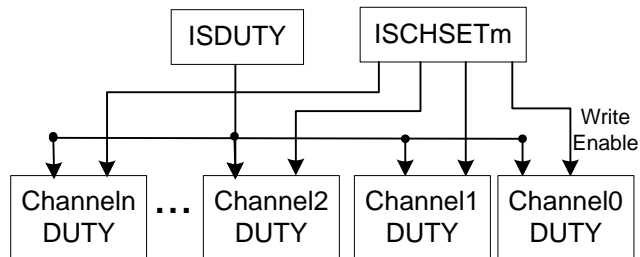 ISDUTY
ISCHSETm
Write
Enable
Channeln
DUTY
...
Channel2
DUTY
Channel1
DUTY
Channel0
DUTY